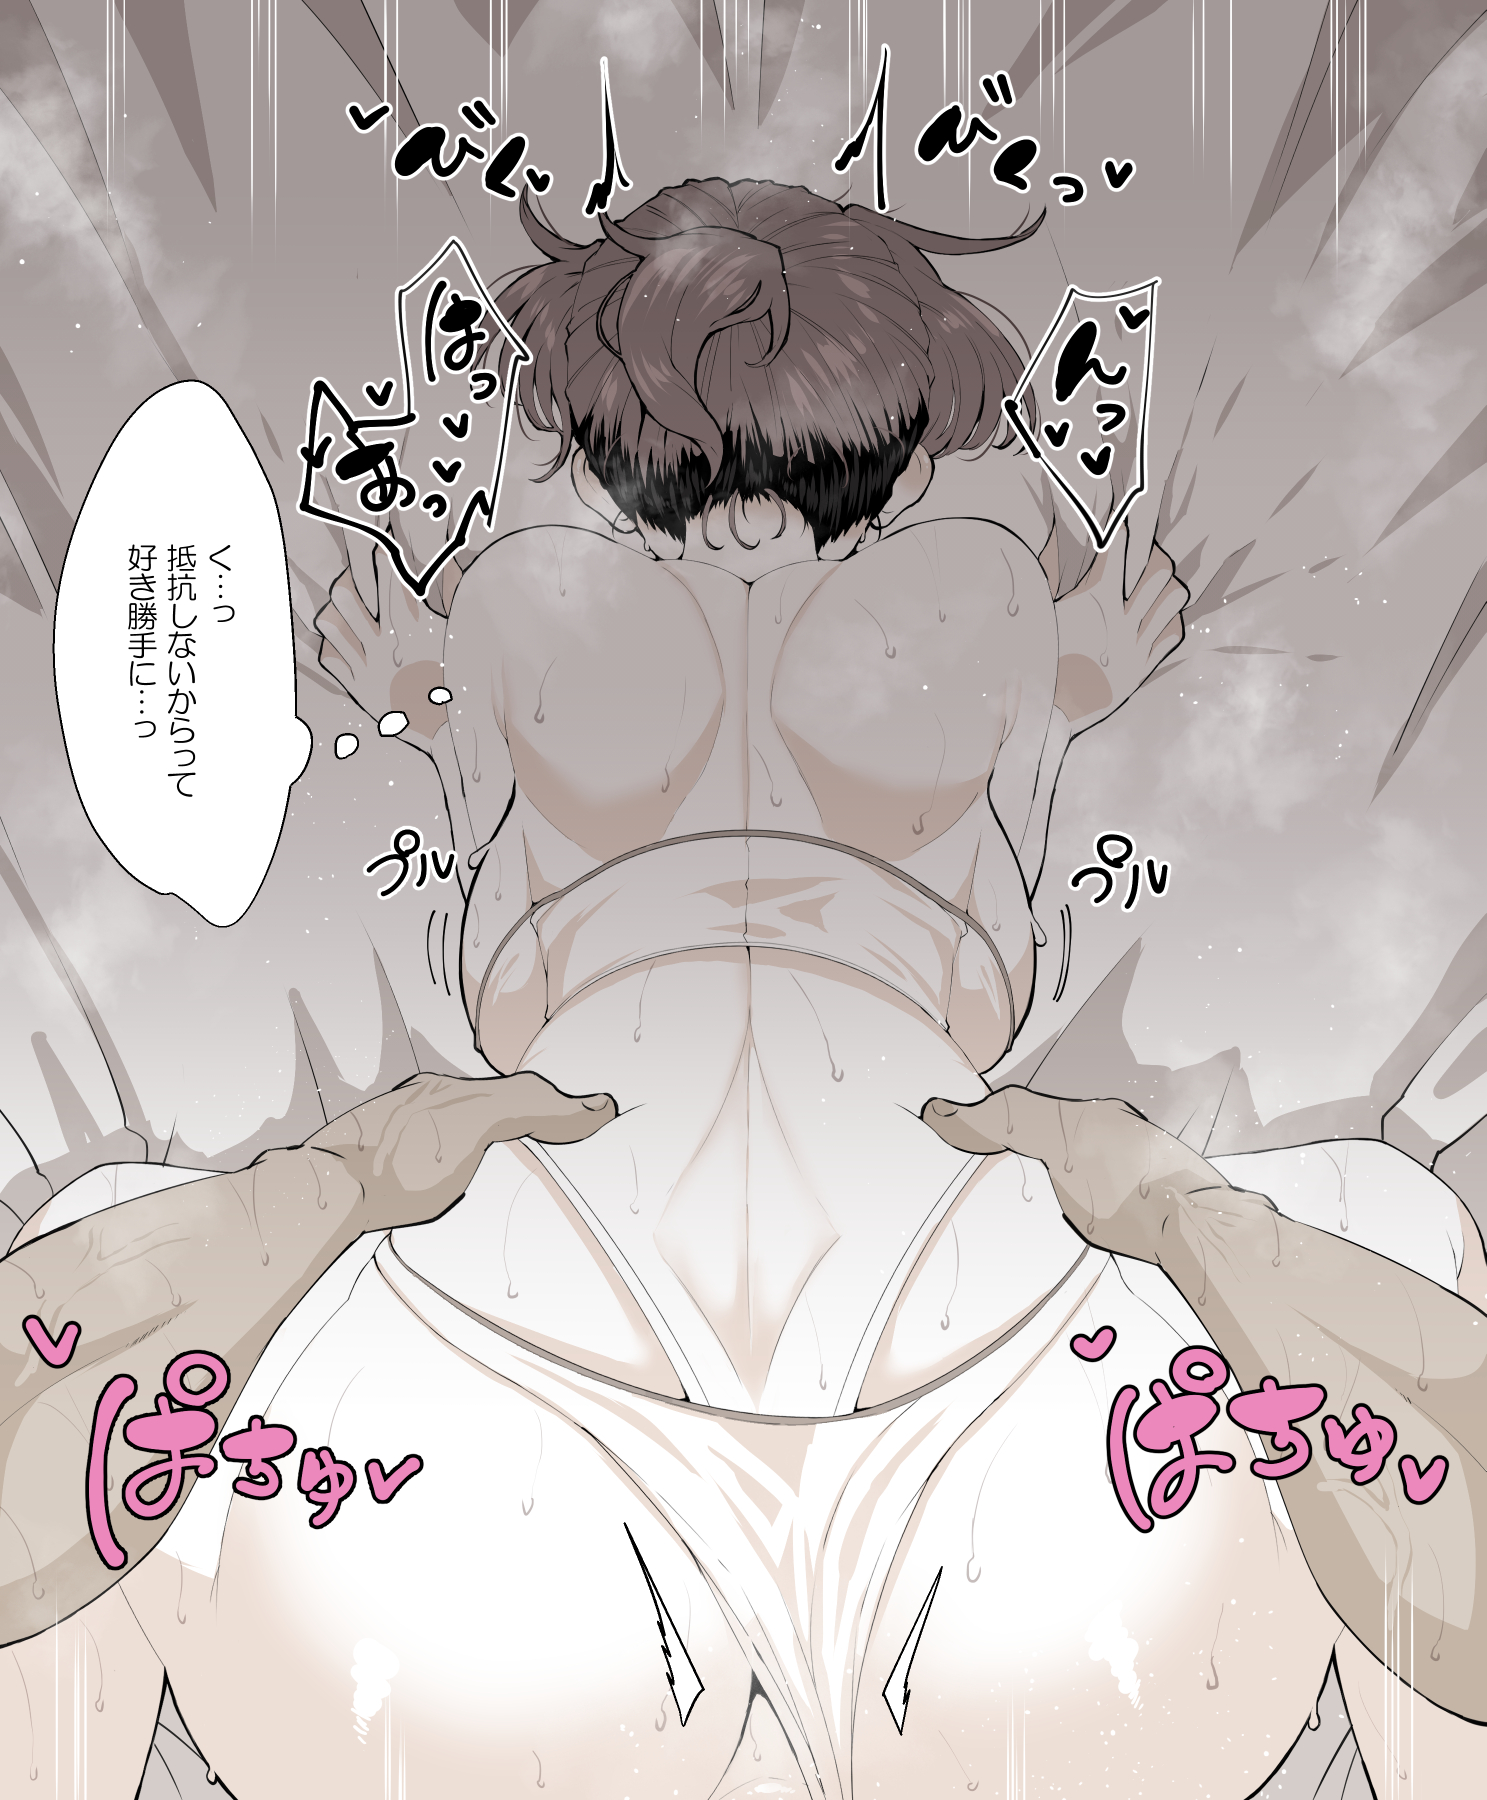 びくっ
びく
んっ
はっ
あっ
く…っ
抵抗しないからって
好き勝手に…っ
プル
プル
ぱちゅ
ぱちゅ